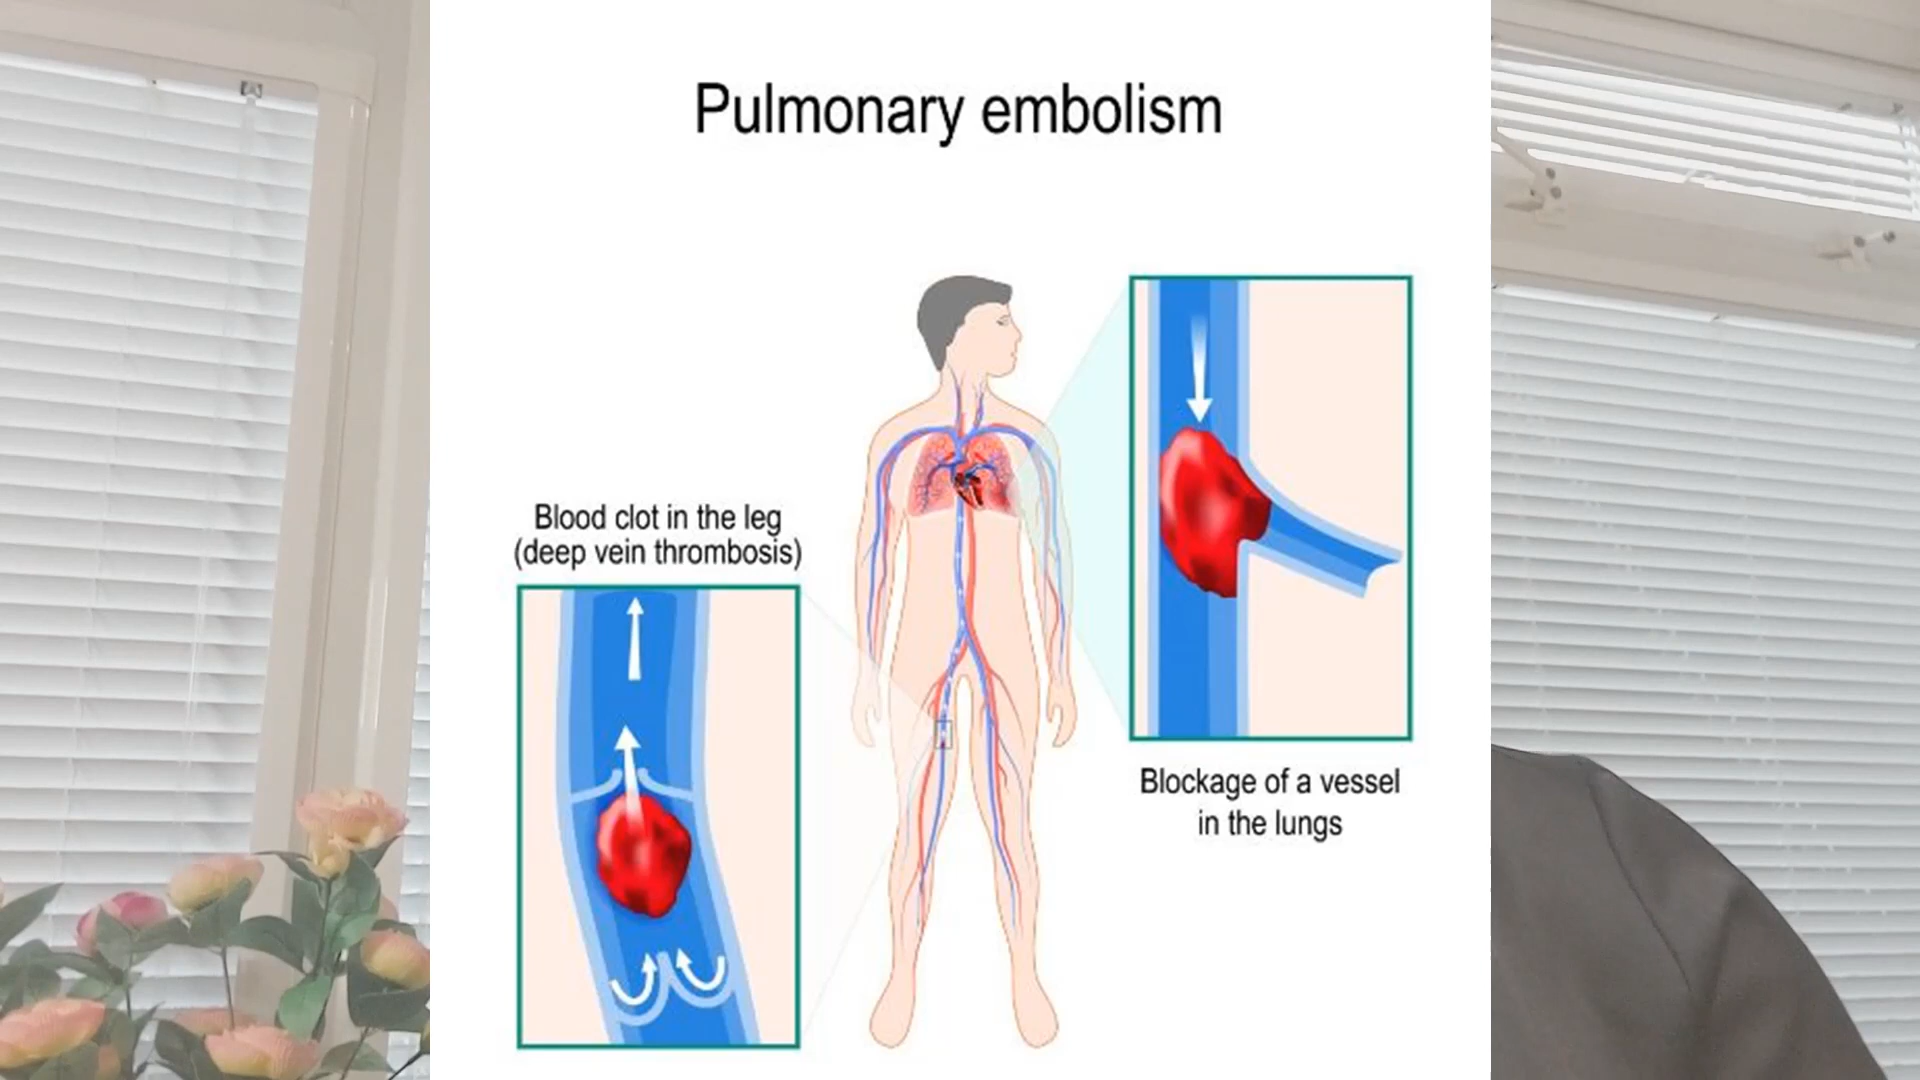 Pulmonary embolism
Blood clot in the leg
(deep vein thrombosis)
Blockage of a vessel
in the lungs